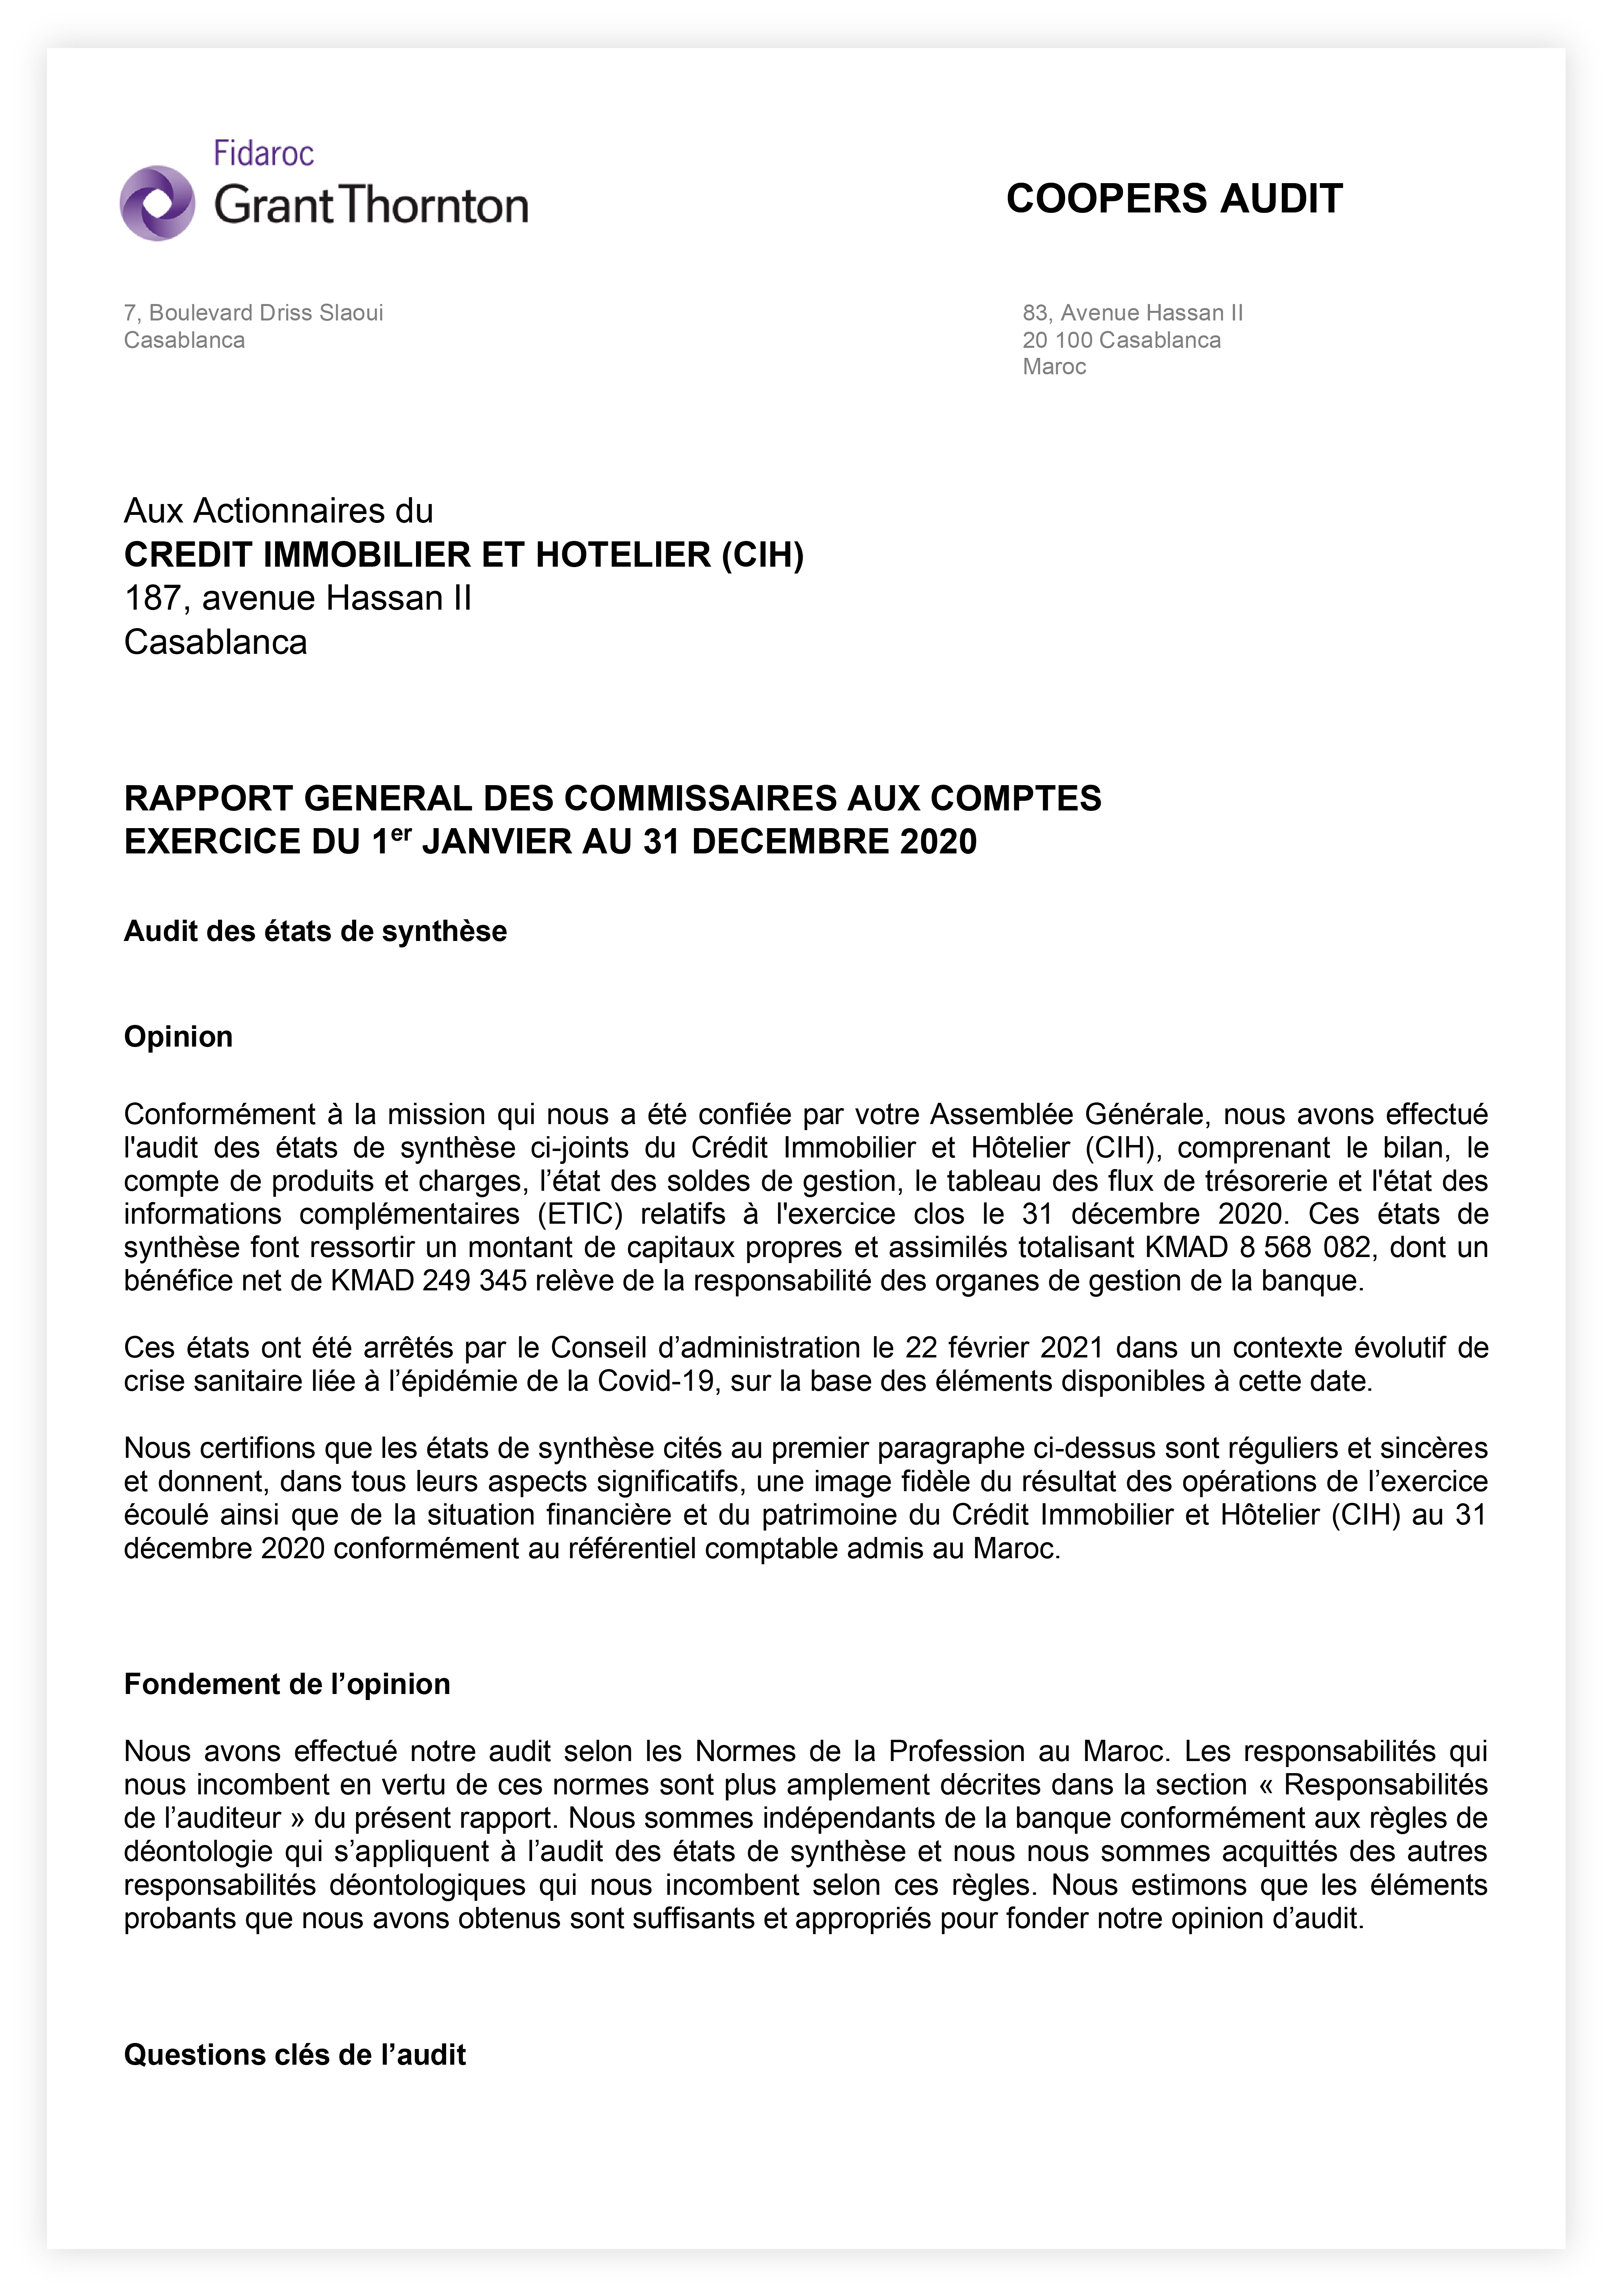 Fidaroc
Grant Thornton
COOPERS AUDIT
7, Boulevard Driss Slaoui
Casablanca
83, Avenue Hassan II
20 100 Casablanca
Maroc
Aux Actionnaires du
CREDIT IMMOBILIER ET HOTELIER (CIH)
187, avenue Hassan II
Casablanca
RAPPORT GENERAL DES COMMISSAIRES AUX COMPTES
EXERCICE DU 1er JANVIER AU 31 DECEMBRE 2020
Audit des états de synthèse
Opinion
Conformément à la mission qui nous a été confiée par votre Assemblée Générale, nous avons effectué
l'audit des états de synthèse ci-joints du Crédit Immobilier et Hôtelier (CIH), comprenant le bilan, le
compte de produits et charges, l’état des soldes de gestion, le tableau des flux de trésorerie et l'état des
informations complémentaires (ETIC) relatifs à l'exercice clos le 31 décembre 2020. Ces états de
synthèse font ressortir un montant de capitaux propres et assimilés totalisant KMAD 8 568 082, dont un
bénéfice net de KMAD 249 345 relève de la responsabilité des organes de gestion de la banque.
Ces états ont été arrêtés par le Conseil d’administration le 22 février 2021 dans un contexte évolutif de
crise sanitaire liée à l’épidémie de la Covid-19, sur la base des éléments disponibles à cette date.
Nous certifions que les états de synthèse cités au premier paragraphe ci-dessus sont réguliers et sincères
et donnent, dans tous leurs aspects significatifs, une image fidèle du résultat des opérations de l’exercice
écoulé ainsi que de la situation financière et du patrimoine du Crédit Immobilier et Hôtelier (CIH) au 31
décembre 2020 conformément au référentiel comptable admis au Maroc.
Fondement de l’opinion
Nous avons effectué notre audit selon les Normes de la Profession au Maroc. Les responsabilités qui
nous incombent en vertu de ces normes sont plus amplement décrites dans la section « Responsabilités
de l’auditeur » du présent rapport. Nous sommes indépendants de la banque conformément aux règles de
déontologie qui s’appliquent à l’audit des états de synthèse et nous nous sommes acquittés des autres
responsabilités déontologiques qui nous incombent selon ces règles. Nous estimons que les éléments
probants que nous avons obtenus sont suffisants et appropriés pour fonder notre opinion d’audit.
Questions clés de l’audit